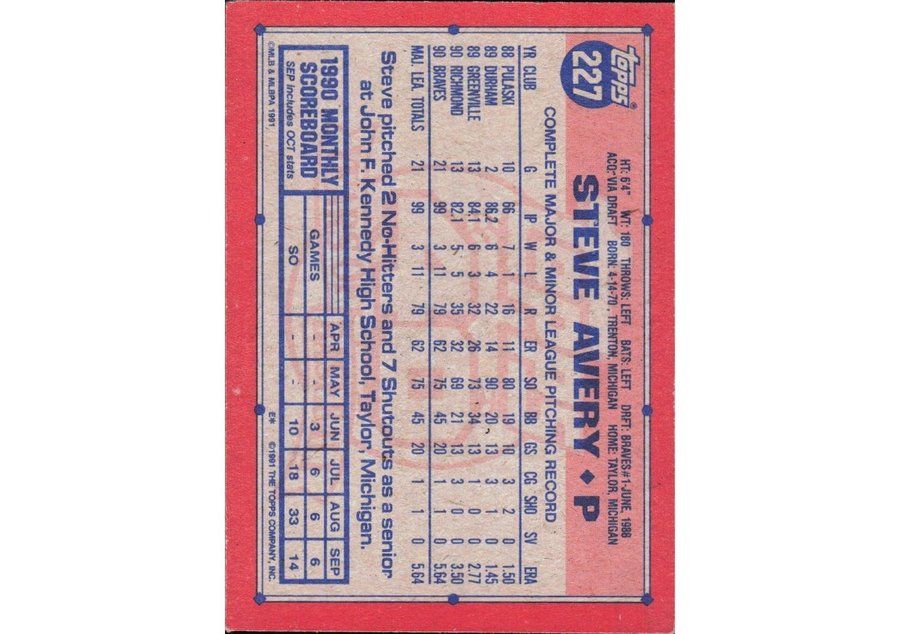 topps®
227
HT: 6'4" WT: 180 THROWS: LEFT BATS: LEFT DRFT: BRAVES #1-JUNE, 1988
ACQ: VIA DRAFT BORN: 4-14-70, TRENTON, MICHIGAN HOME: TAYLOR, MICHIGAN
STEVE AVERY ♦ P
COMPLETE MAJOR & MINOR LEAGUE PITCHING RECORD
YR CLUB G IP W L R ER SO BB GS CG SHO SV ERA
88 PULASKI 10 66 7 1 16 11 80 19 10 3 2 0 1.50
89 DURHAM 2 86.2 6 4 22 14 90 20 13 3 1 0 1.45
89 GREENVILLE 13 84.1 6 3 32 26 73 34 13 1 0 0
90 RICHMOND 13 82.1 5 5 35 32 69 21 13 3 0 0 3.50
90 BRAVES 21 99 3 11 79 62 75 45 20 1 1 0 5.64
MAJ. LEA. TOTALS 21 99 3 11 79 62 75 45 20 1 1 0 5.64
Steve pitched 2 No-Hitters and 7 Shutouts as a senior
at John F. Kennedy High School, Taylor, Michigan.
1990 MONTHLY
SCOREBOARD
SEP includes OCT stats
APR MAY JUN JUL AUG SEP
GAMES - - 3 6 6 6
SO - - 10 18 33 14
©MLB & MLBPA 1991 E* ©1991 THE TOPPS COMPANY, INC.